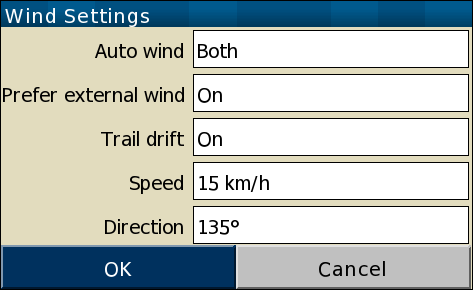 Wind Settings
Auto wind Both
Prefer external wind On
Trail drift On
Speed 15 km/h
Direction 135°
OK Cancel